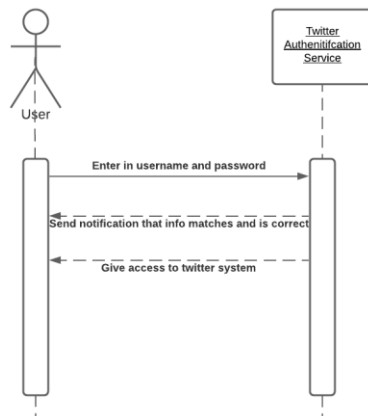 Twitter
Authenitifcation
Service
User
Enter in username and password
Send notification that info matches and is correct
Give access to twitter system